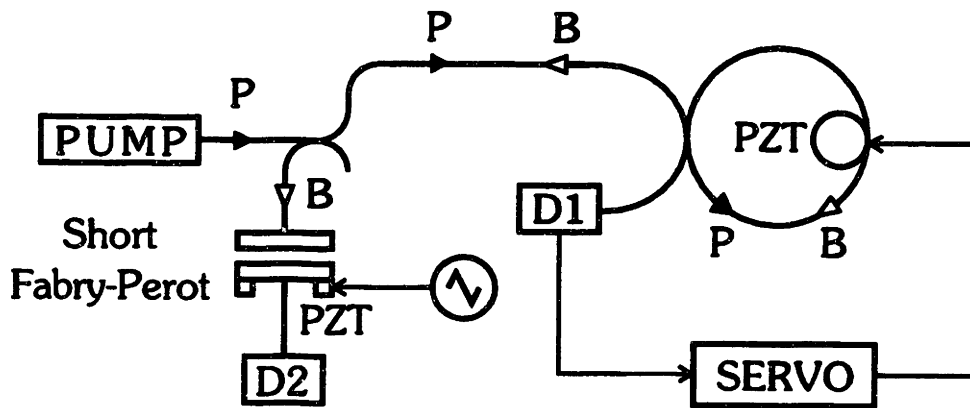 P
B
P
PUMP
PZT
B
D1
Short
Fabry-Perot
P
B
PZT
D2
SERVO